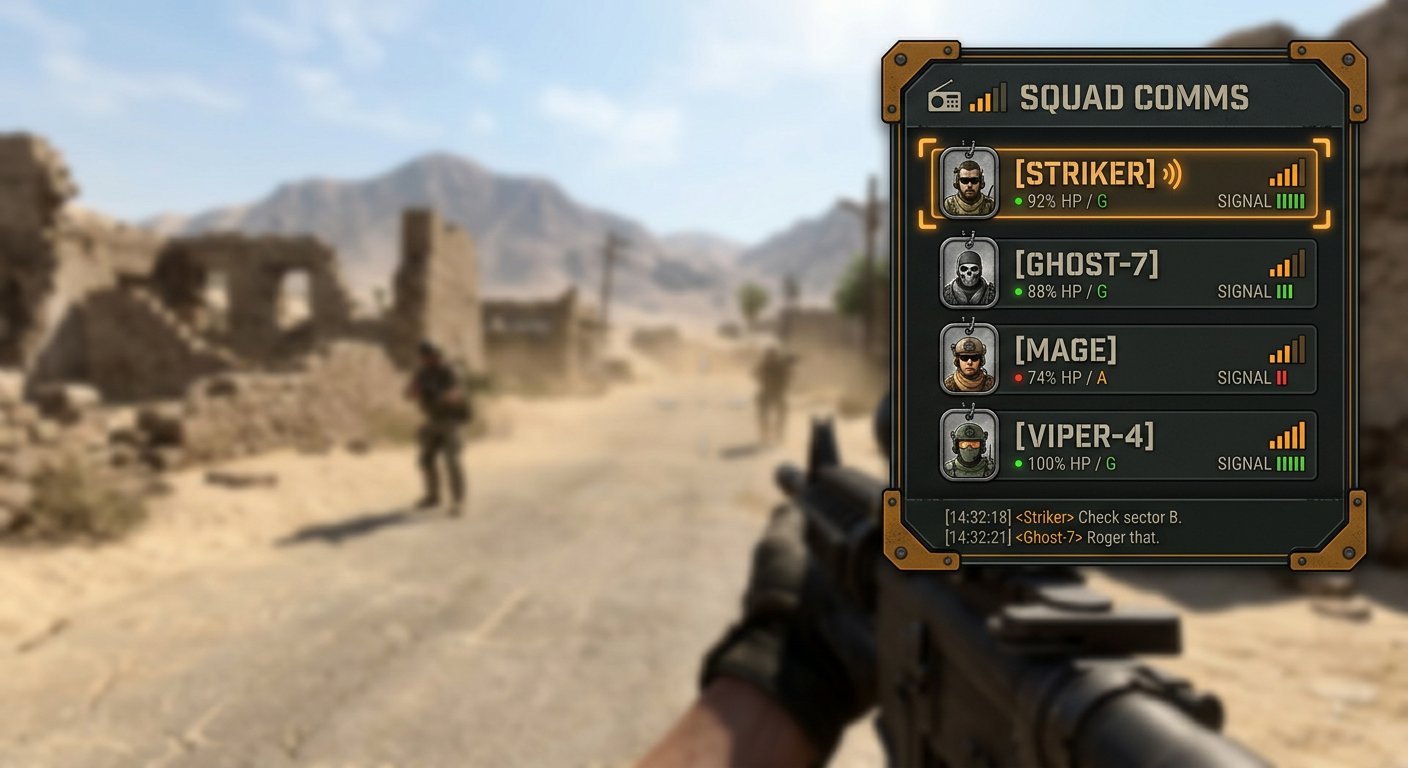 SQUAD COMMS
[STRIKER]
92% HP / G SIGNAL
[GHOST-7]
88% HP / G SIGNAL
[MAGE]
74% HP / A SIGNAL
[VIPER-4]
100% HP / G SIGNAL
[14:32:18] <Striker> Check sector B.
[14:32:21] <Ghost-7> Roger that.